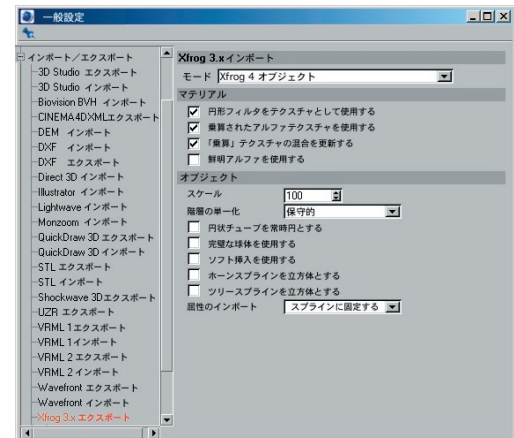 一般設定
インポート／エクスポート
3D Studio エクスポート
3D Studio インポート
Biovision BVH インポート
CINEMA4DXMLエクスポート
DEM インポート
DXF インポート
DXF エクスポート
Direct 3D インポート
Illustrator インポート
Lightwave インポート
Monzoom インポート
QuickDraw 3D エクスポート
QuickDraw 3D インポート
STL エクスポート
STL インポート
Shockwave 3Dエクスポート
UZR エクスポート
VRML 1エクスポート
VRML 1インポート
VRML 2 エクスポート
VRML 2 インポート
Wavefront エクスポート
Wavefront インポート
Xfrog 3.x エクスポート
Xfrog 3.xインポート
モード Xfrog 4 オブジェクト
マテリアル
円形フィルタをテクスチャとして使用する
乗算されたアルファテクスチャを使用する
「乗算」テクスチャの混合を更新する
鮮明アルファを使用する
オブジェクト
スケール 100
階層の単一化 保守的
円状チューブを常時円とする
完璧な球体を使用する
ソフト挿入を使用する
ホーンスプラインを立方体とする
ツリースプラインを立方体とする
属性のインポート スプラインに固定する